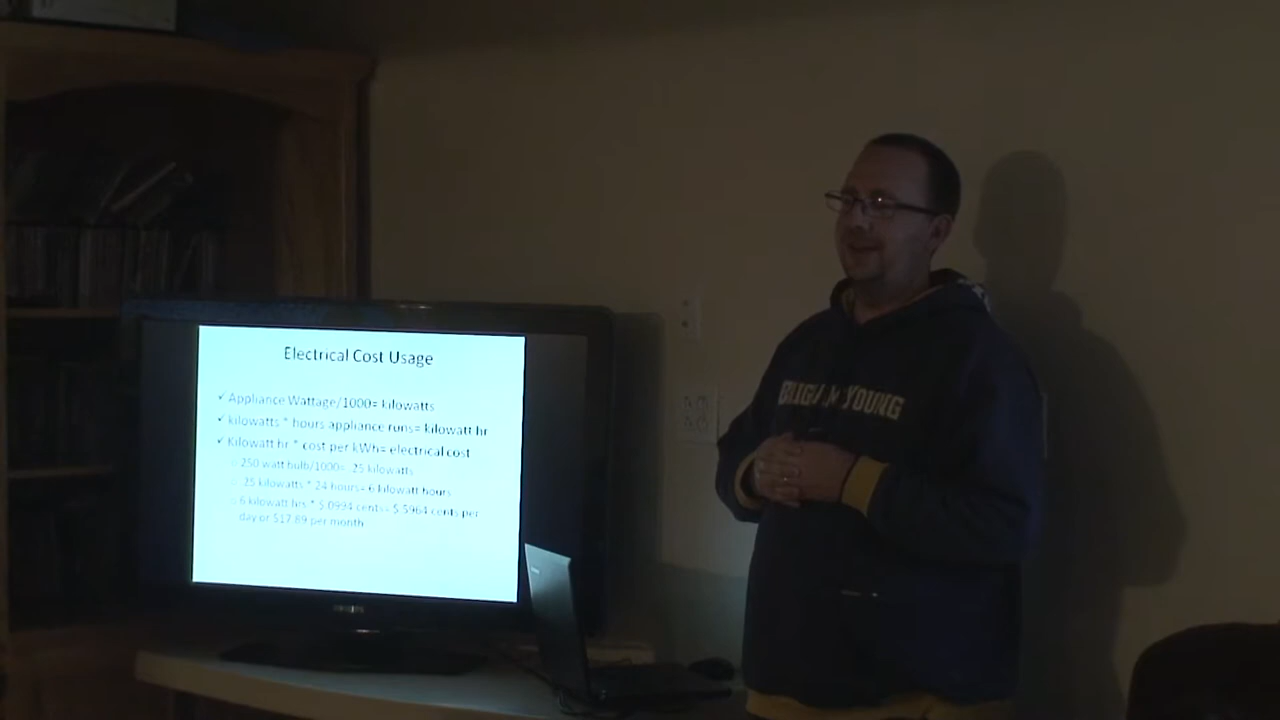 Electrical Cost Usage
✓ Appliance Wattage/1000= kilowatts
✓ kilowatts * hours appliance runs= kilowatt hr
✓ Kilowatt hr * cost per kWh= electrical cost
250 watt bulb/1000= .25 kilowatts
.25 kilowatts * 24 hours= 6 kilowatt hours
6 kilowatt hrs * $.0994 cents= $.5964 cents per
day or $17.89 per month
PHILIPS
BRIGHAM YOUNG